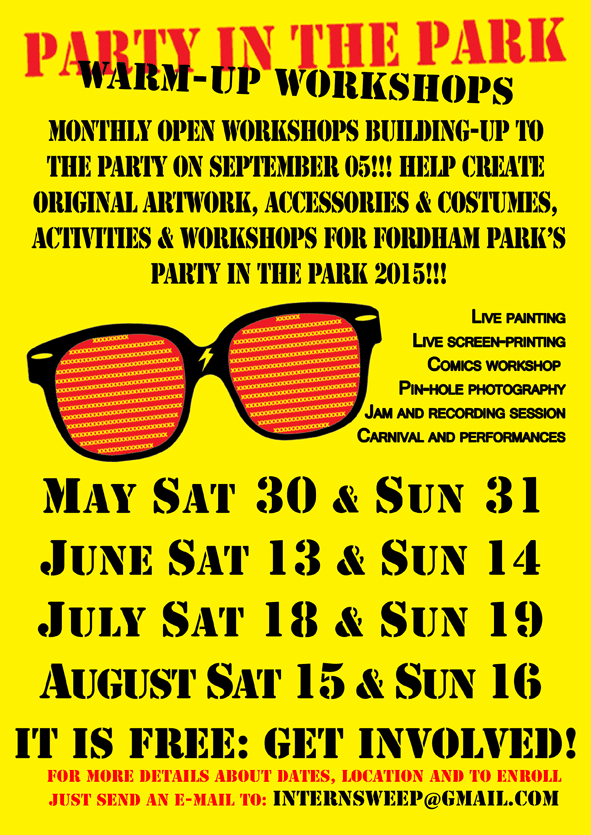 PARTY IN THE PARK
WARM-UP WORKSHOPS
MONTHLY OPEN WORKSHOPS BUILDING-UP TO
THE PARTY ON SEPTEMBER 05!!! HELP CREATE
ORIGINAL ARTWORK, ACCESSORIES & COSTUMES,
ACTIVITIES & WORKSHOPS FOR FORDHAM PARK'S
PARTY IN THE PARK 2015!!!
LIVE PAINTING
LIVE SCREEN-PRINTING
COMICS WORKSHOP
PIN-HOLE PHOTOGRAPHY
JAM AND RECORDING SESSION
CARNIVAL AND PERFORMANCES
MAY SAT 30 & SUN 31
JUNE SAT 13 & SUN 14
JULY SAT 18 & SUN 19
AUGUST SAT 15 & SUN 16
IT IS FREE: GET INVOLVED!
FOR MORE DETAILS ABOUT DATES, LOCATION AND TO ENROLL
JUST SEND AN E-MAIL TO: INTERNSWEEP@GMAIL.COM